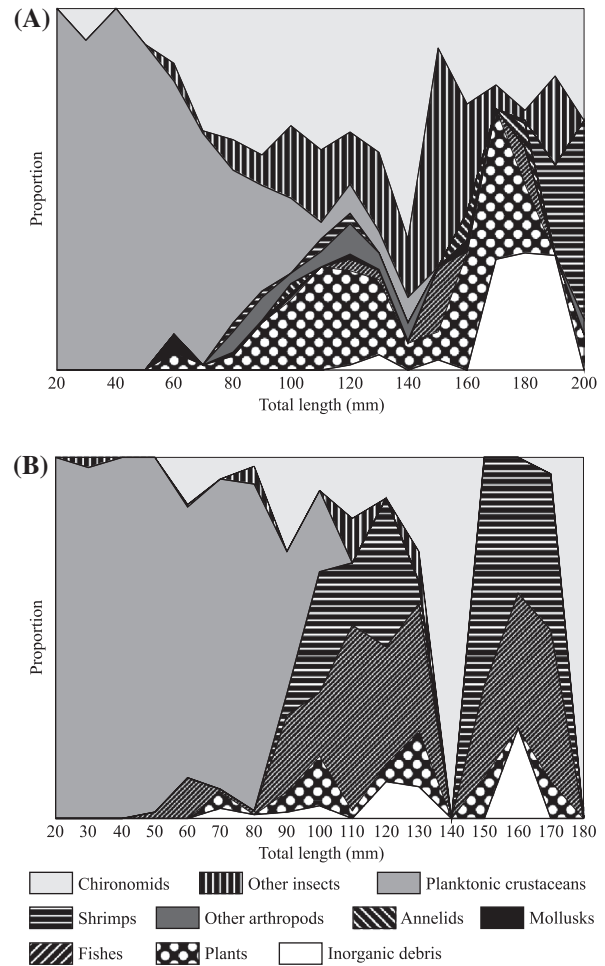 (A)
Proportion
20 40 60 80 100 120 140 160 180 200
Total length (mm)
(B)
Proportion
20 30 40 50 60 70 80 90 100 110 120 130 140 150 160 170 180
Total length (mm)
Chironomids Other insects Planktonic crustaceans
Shrimps Other arthropods Annelids Mollusks
Fishes Plants Inorganic debris